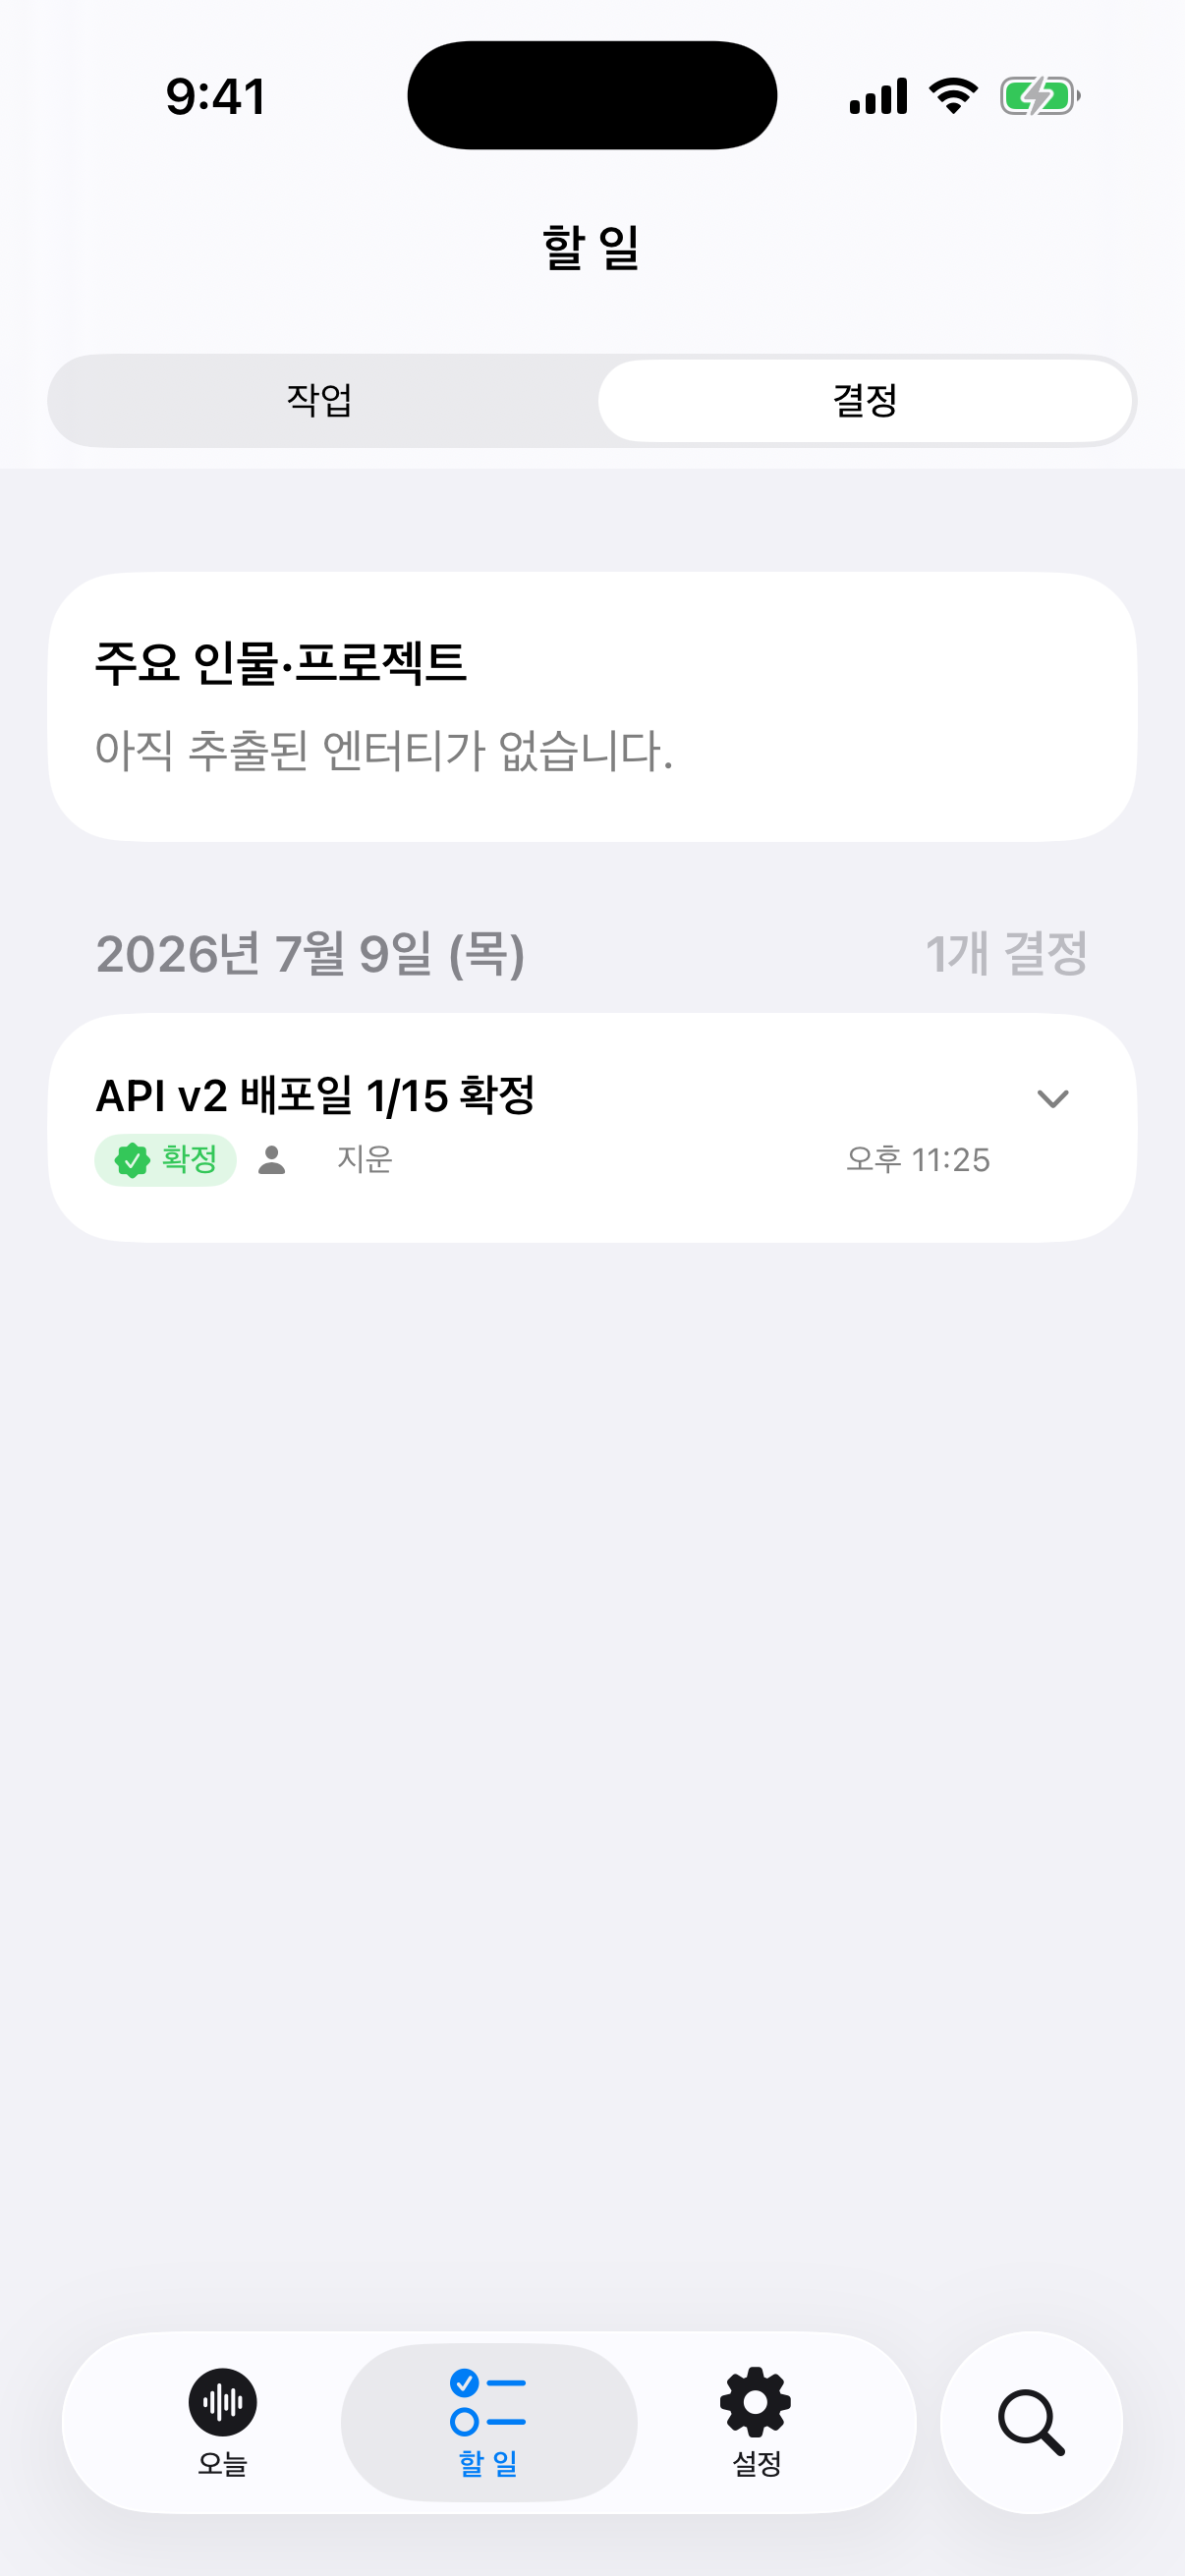 9:41
할 일
작업 결정
주요 인물·프로젝트
아직 추출된 엔터티가 없습니다.
2026년 7월 9일 (목) 1개 결정
API v2 배포일 1/15 확정
확정 지운 오후 11:25
오늘 할 일 설정